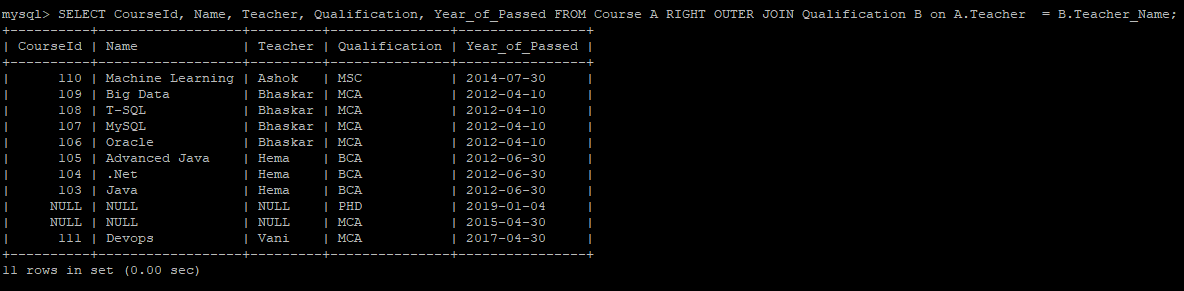 mysql> SELECT CourseId, Name, Teacher, Qualification, Year_of_Passed FROM Course A RIGHT OUTER JOIN Qualification B on A.Teacher  = B.Teacher_Name;
+----------+------------------+---------+---------------+----------------+
| CourseId | Name             | Teacher | Qualification | Year_of_Passed |
+----------+------------------+---------+---------------+----------------+
|      110 | Machine Learning | Ashok   | MSC           | 2014-07-30     |
|      109 | Big Data         | Bhaskar | MCA           | 2012-04-10     |
|      108 | T-SQL            | Bhaskar | MCA           | 2012-04-10     |
|      107 | MySQL            | Bhaskar | MCA           | 2012-04-10     |
|      106 | Oracle           | Bhaskar | MCA           | 2012-04-10     |
|      105 | Advanced Java    | Hema    | BCA           | 2012-06-30     |
|      104 | .Net             | Hema    | BCA           | 2012-06-30     |
|      103 | Java             | Hema    | BCA           | 2012-06-30     |
|     NULL | NULL             | NULL    | PHD           | 2019-01-04     |
|     NULL | NULL             | NULL    | MCA           | 2015-04-30     |
|      111 | Devops           | Vani    | MCA           | 2017-04-30     |
+----------+------------------+---------+---------------+----------------+
11 rows in set (0.00 sec)